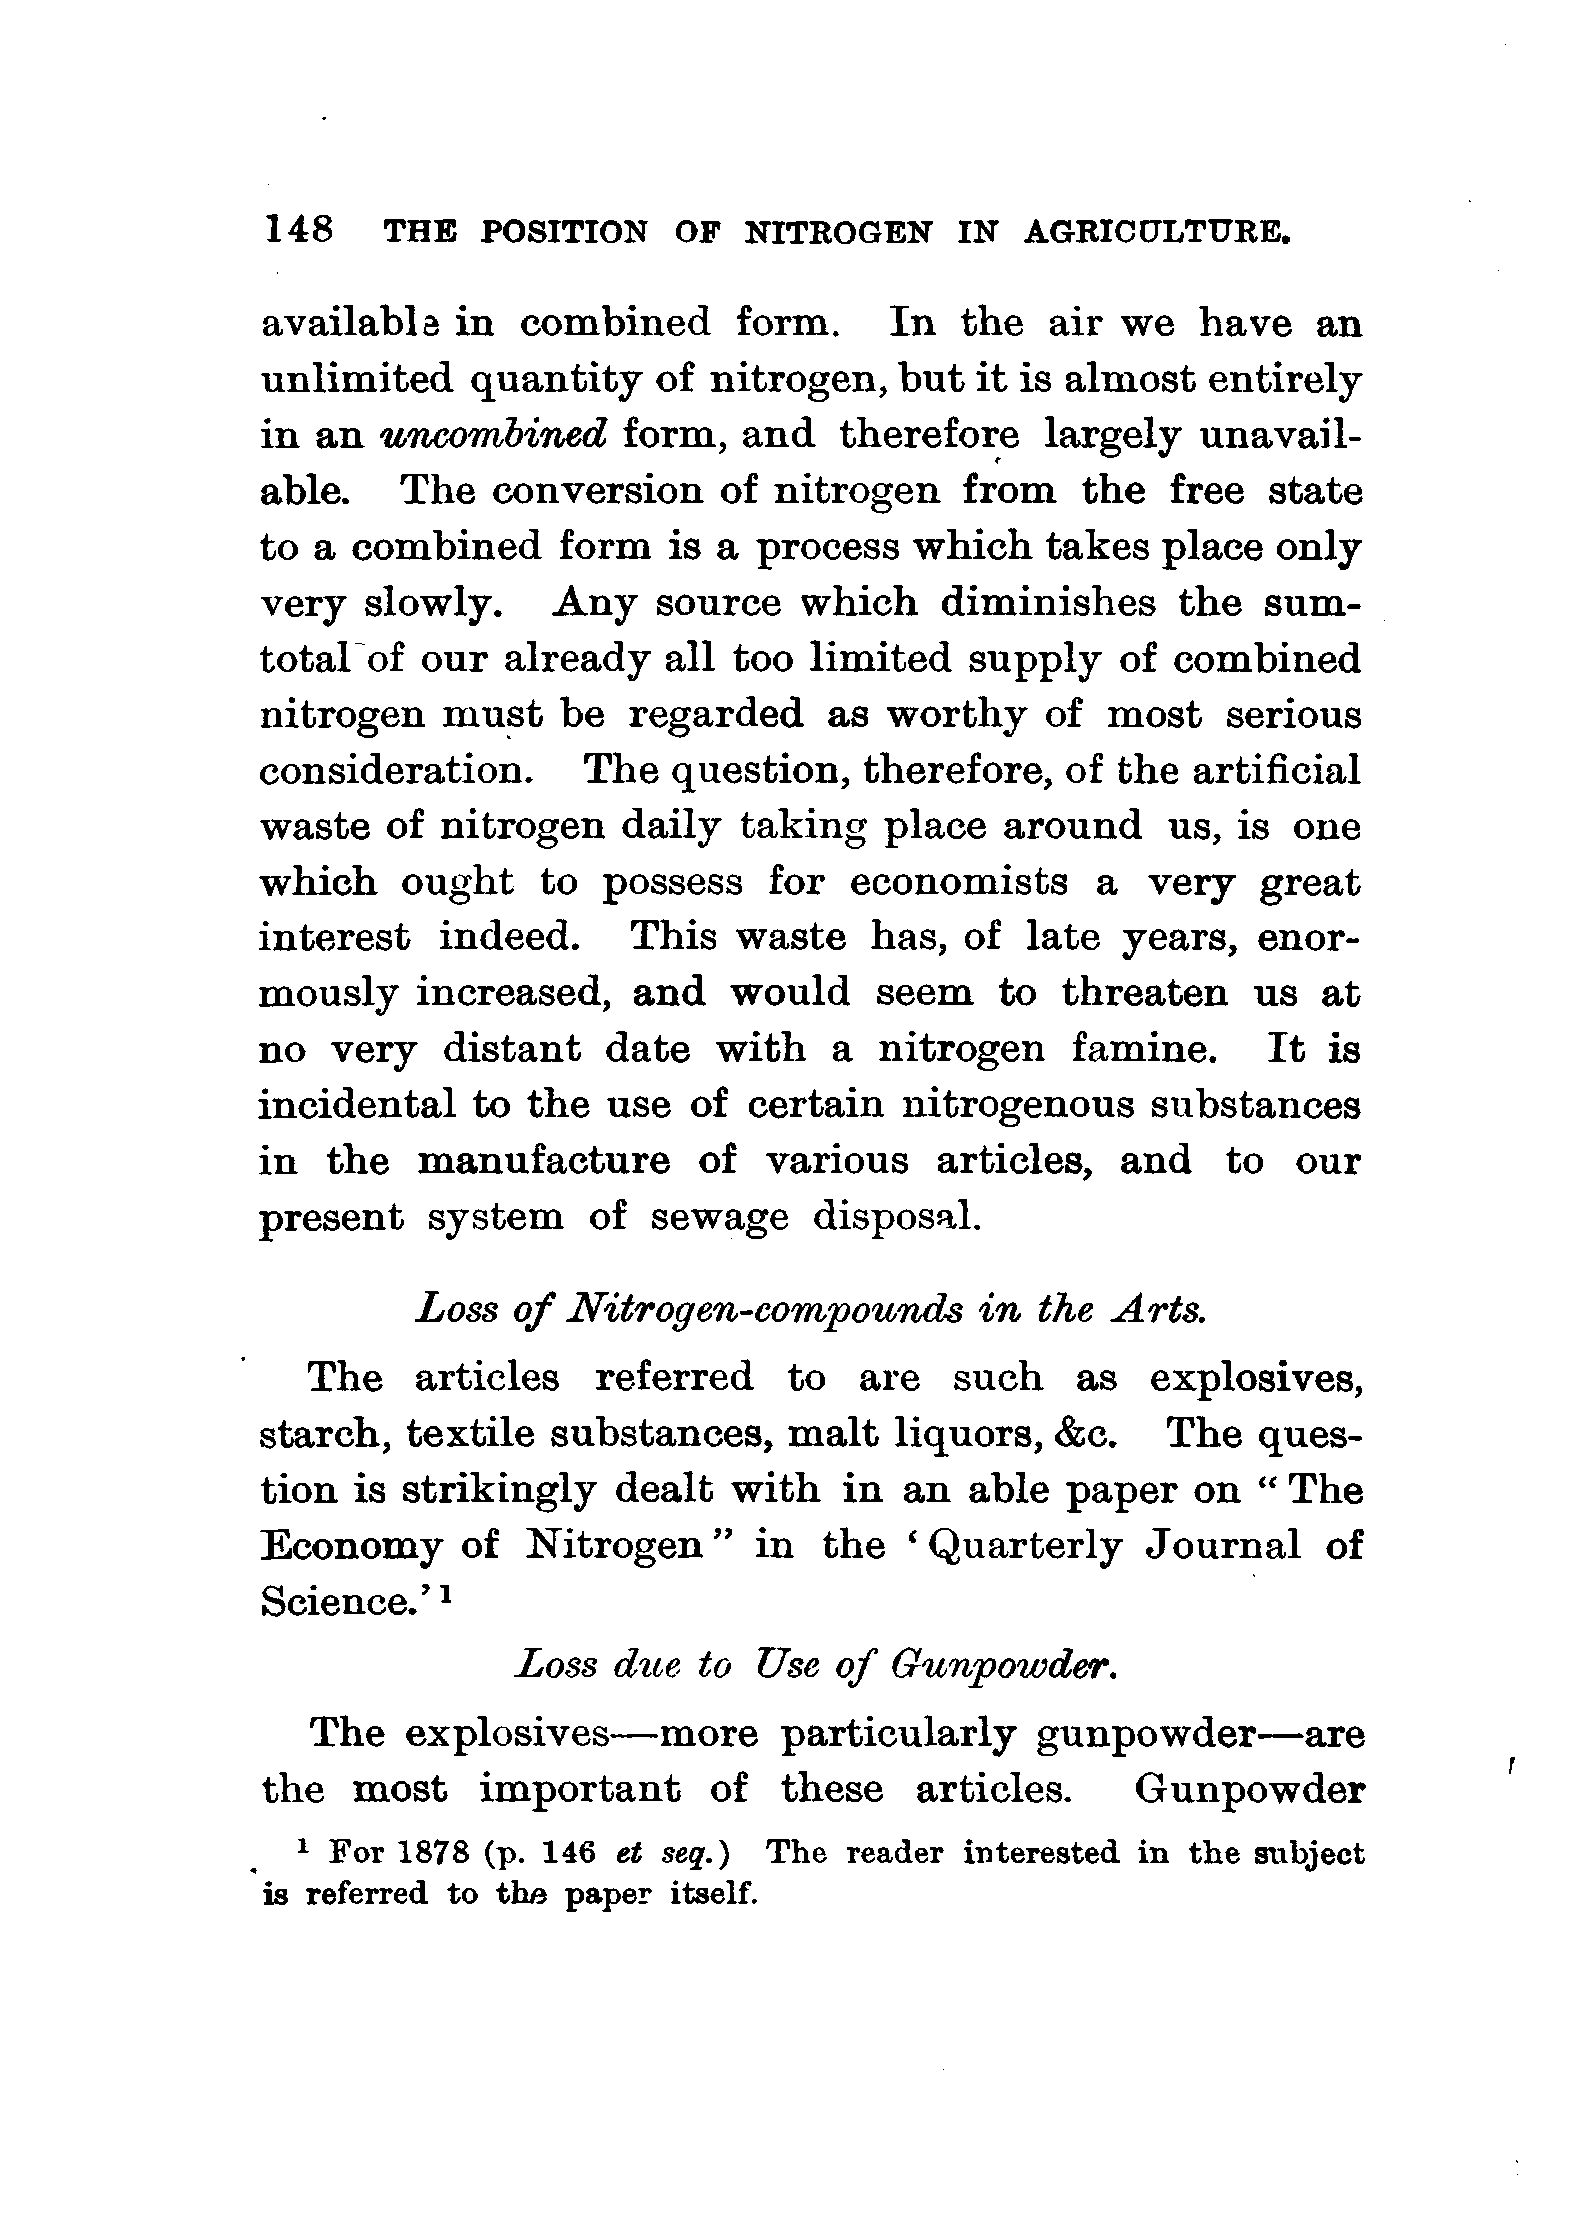 148 THE POSITION OF NITROGEN IN AGRICULTURE.
available in combined form. In the air we have an
unlimited quantity of nitrogen, but it is almost entirely
in an uncombined form, and therefore largely unavail-
able. The conversion of nitrogen from the free state
to a combined form is a process which takes place only
very slowly. Any source which diminishes the sum-
total of our already all too limited supply of combined
nitrogen must be regarded as worthy of most serious
consideration. The question, therefore, of the artificial
waste of nitrogen daily taking place around us, is one
which ought to possess for economists a very great
interest indeed. This waste has, of late years, enor-
mously increased, and would seem to threaten us at
no very distant date with a nitrogen famine. It is
incidental to the use of certain nitrogenous substances
in the manufacture of various articles, and to our
present system of sewage disposal.
Loss of Nitrogen-compounds in the Arts.
The articles referred to are such as explosives,
starch, textile substances, malt liquors, &c. The ques-
tion is strikingly dealt with in an able paper on “The
Economy of Nitrogen” in the ‘Quarterly Journal of
Science.’ ¹
Loss due to Use of Gunpowder.
The explosives—more particularly gunpowder—are
the most important of these articles. Gunpowder
¹ For 1878 (p. 146 et seq.) The reader interested in the subject
is referred to the paper itself.